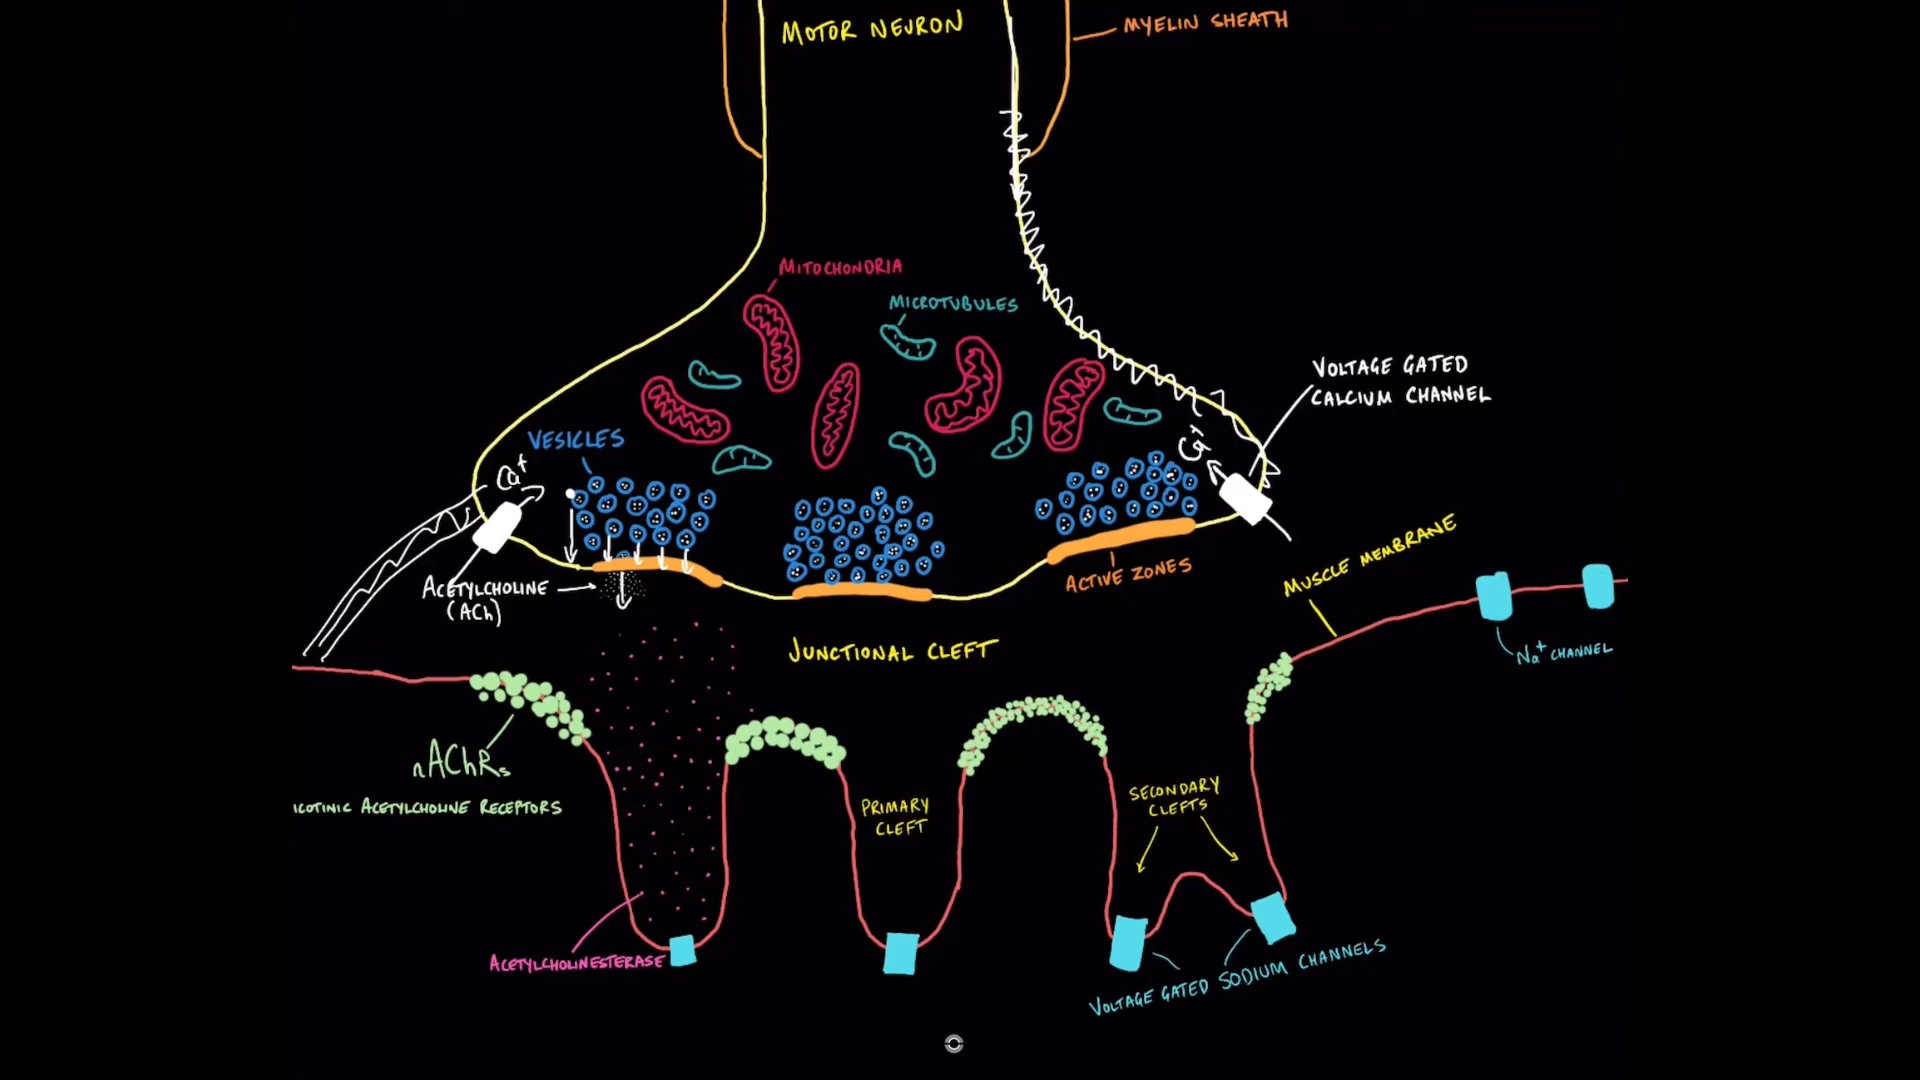 MOTOR NEURON
MYELIN SHEATH
MITOCHONDRIA
MICROTUBULES
VOLTAGE GATED
CALCIUM CHANNEL
VESICLES
Ca+
Ca+
ACETYLCHOLINE
(ACh)
ACTIVE ZONES
MUSCLE MEMBRANE
JUNCTIONAL CLEFT
Na+ CHANNEL
nAChRs
ICOTINIC ACETYLCHOLINE RECEPTORS
PRIMARY
CLEFT
SECONDARY
CLEFTS
ACETYLCHOLINESTERASE
VOLTAGE GATED SODIUM CHANNELS